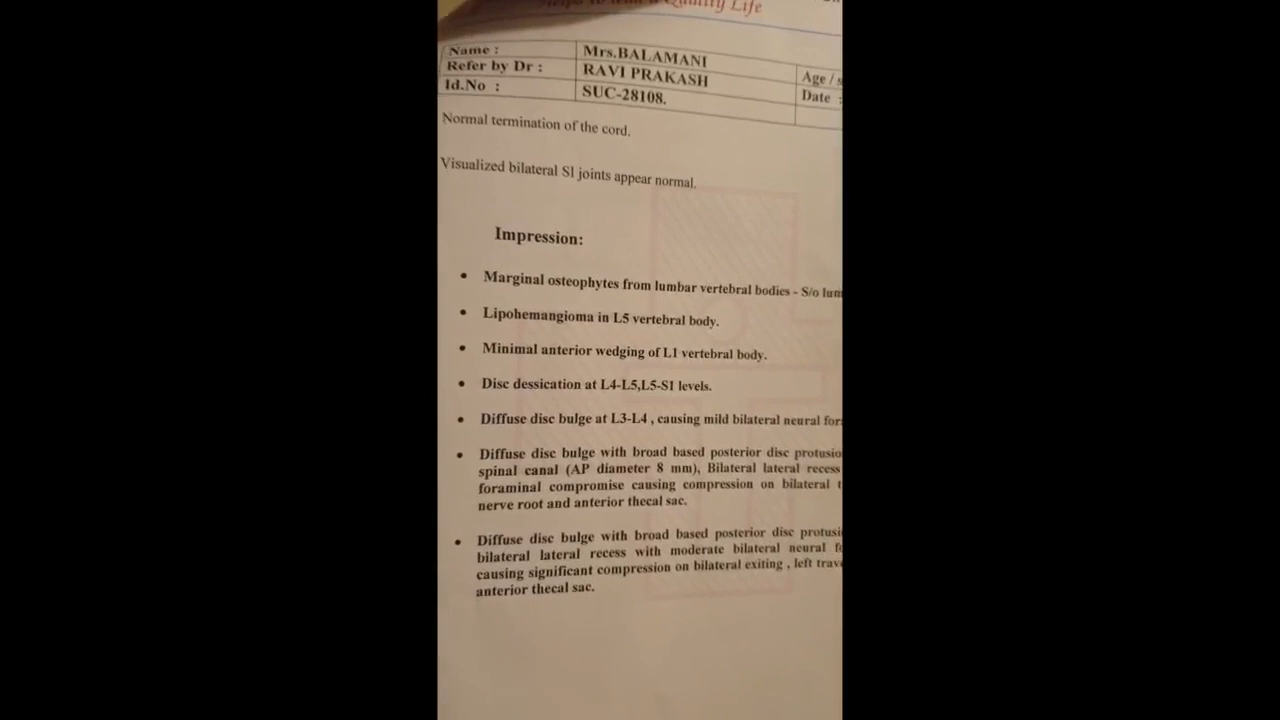 Quality Life
Name : Mrs.BALAMANI Age /
Refer by Dr : RAVI PRAKASH Date :
Id.No : SUC-28108.
Normal termination of the cord.
Visualized bilateral SI joints appear normal.
Impression:
• Marginal osteophytes from lumbar vertebral bodies - S/o
• Lipohemangioma in L5 vertebral body.
• Minimal anterior wedging of L1 vertebral body.
• Disc dessication at L4-L5,L5-S1 levels.
• Diffuse disc bulge at L3-L4 , causing mild bilateral neural
• Diffuse disc bulge with broad based posterior disc
spinal canal (AP diameter 8 mm), Bilateral lateral recess
foraminal compromise causing compression on bilateral
nerve root and anterior thecal sac.
• Diffuse disc bulge with broad based posterior disc
bilateral lateral recess with moderate bilateral neural
causing significant compression on bilateral exiting , left
anterior thecal sac.